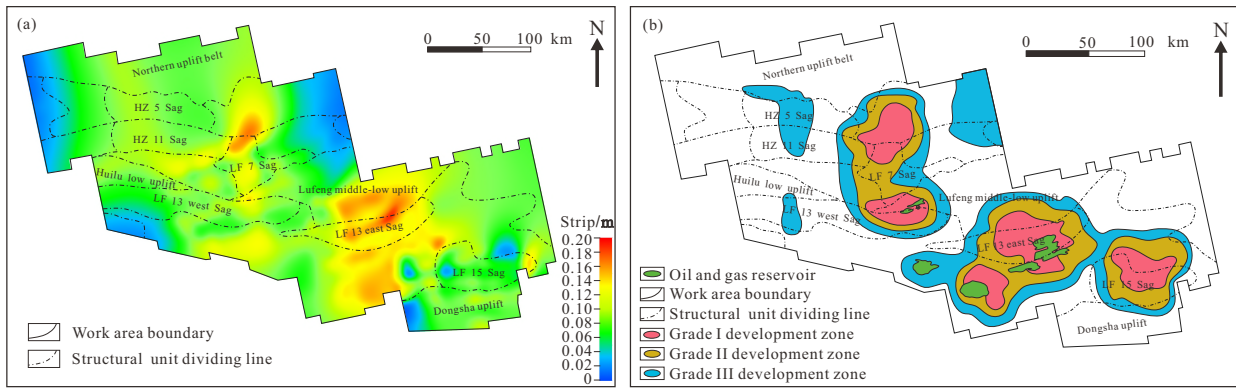 (a)
0 50 100 km
N
Northern uplift belt
HZ 5 Sag
HZ 11 Sag
LF 7 Sag
Huilu low uplift
LF 13 west Sag
Lufeng middle-low uplift
LF 13 east Sag
LF 15 Sag
Dongsha uplift
Strip/m
0.20
0.18
0.16
0.14
0.12
0.10
0.08
0.06
0.04
0.02
0
Work area boundary
Structural unit dividing line
(b)
0 50 100 km
N
Northern uplift belt
HZ 5 Sag
HZ 11 Sag
LF 7 Sag
Huilu low uplift
LF 13 west Sag
Lufeng middle-low uplift
LF 13 east Sag
LF 15 Sag
Dongsha uplift
Oil and gas reservoir
Work area boundary
Structural unit dividing line
Grade I development zone
Grade II development zone
Grade III development zone